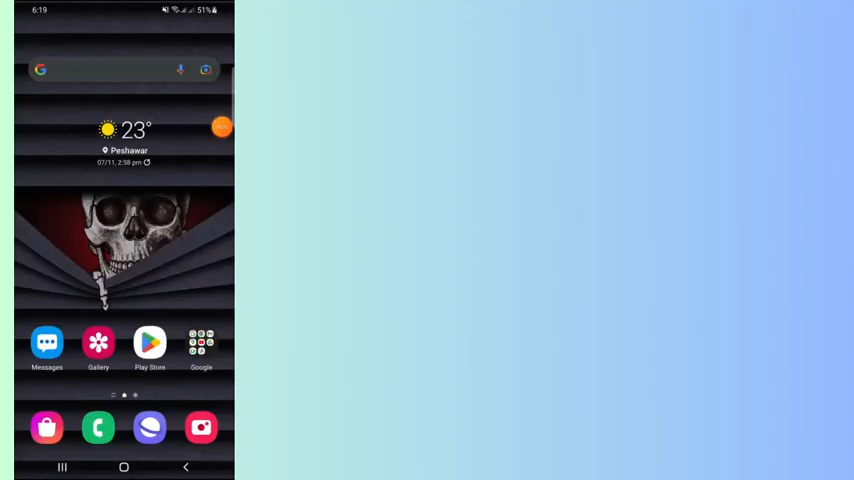 6:19
51%
23°
Peshawar
07/11, 2:58 pm
Messages
Gallery
Play Store
Google